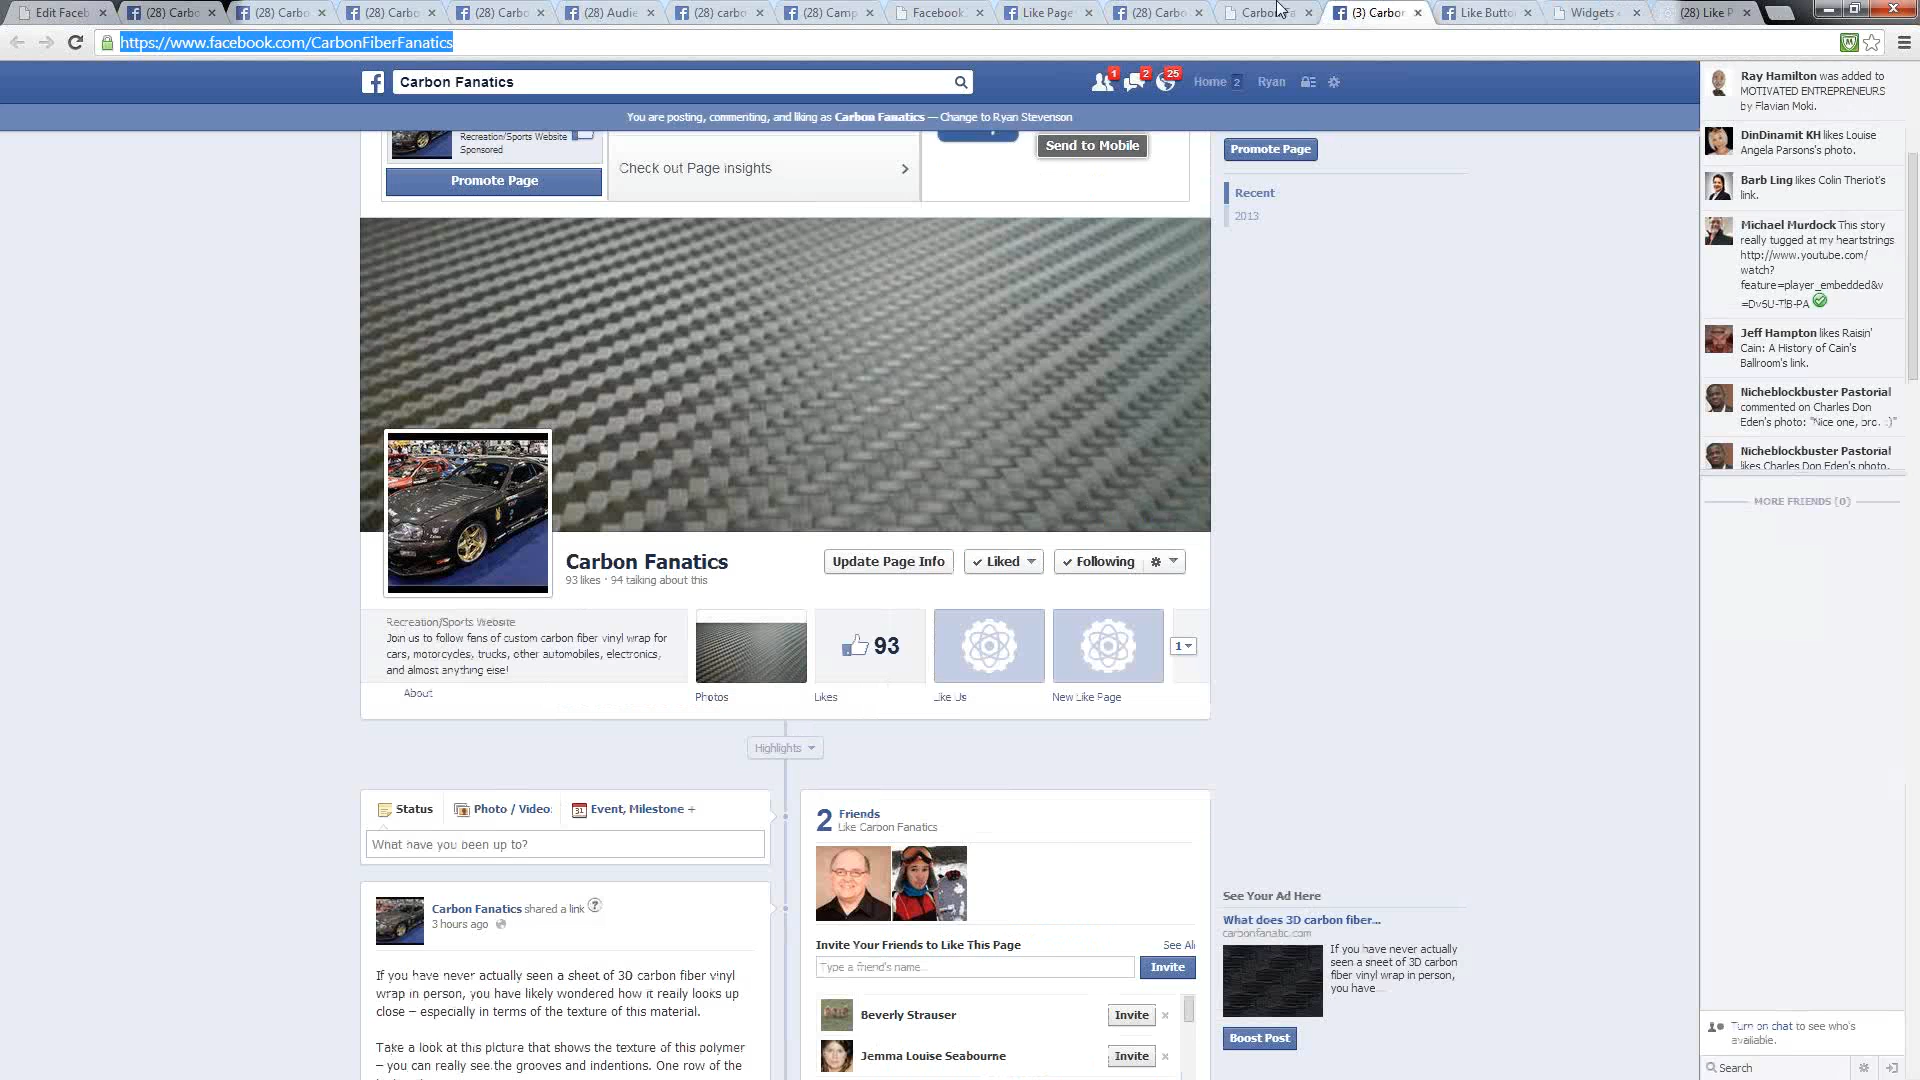 Edit Faceb
(28) Carbo
(28) Carbo
(28) Carbo
(28) Carbo
(28) Audie
(28) carbo
(28) Camp
Facebook
Like Page
(28) Carbo
(3) Carbor
Like Butto
Widgets
(28) Like P
https://www.facebook.com/CarbonFiberFanatics
Carbon Fanatics
1
2
25
Home 2
Ryan
You are posting, commenting, and liking as Carbon Fanatics — Change to Ryan Stevenson
Recreation/Sports Website
Sponsored
Promote Page
Check out Page insights
Send to Mobile
Promote Page
Recent
2013
Carbon Fanatics
93 likes · 94 talking about this
Update Page Info
Liked
Following
Recreation/Sports Website
Join us to follow fans of custom carbon fiber vinyl wrap for
cars, motorcycles, trucks, other automobiles, electronics,
and almost anything else!
About
Photos
93
Likes
Like Us
New Like Page
1
Highlights
Status
Photo / Video
Event, Milestone +
What have you been up to?
Carbon Fanatics shared a link
3 hours ago
If you have never actually seen a sheet of 3D carbon fiber vinyl
wrap in person, you have likely wondered how it really looks up
close – especially in terms of the texture of this material.
Take a look at this picture that shows the texture of this polymer
– you can really see the grooves and indentions. One row of the
2 Friends
Like Carbon Fanatics
Invite Your Friends to Like This Page
See All
Type a friend's name...
Invite
Beverly Strauser
Invite
Jemma Louise Seabourne
Invite
See Your Ad Here
What does 3D carbon fiber...
carbonfanatic.com
If you have never actually
seen a sheet of 3D carbon
fiber vinyl wrap in person,
you have
Boost Post
Ray Hamilton was added to
MOTIVATED ENTREPRENEURS
by Flavian Moki.
DinDinamit KH likes Louise
Angela Parsons's photo.
Barb Ling likes Colin Theriot's
link.
Michael Murdock This story
really tugged at my heartstrings
http://www.youtube.com/
watch?
feature=player_embedded&v
Jeff Hampton likes Raisin'
Cain: A History of Cain's
Ballroom's link.
Nicheblockbuster Pastorial
commented on Charles Don
Eden's photo: "Nice one, bro. :)"
Nicheblockbuster Pastorial
likes Charles Don Eden's photo.
MORE FRIENDS (0)
Turn on chat to see who's
available.
Search